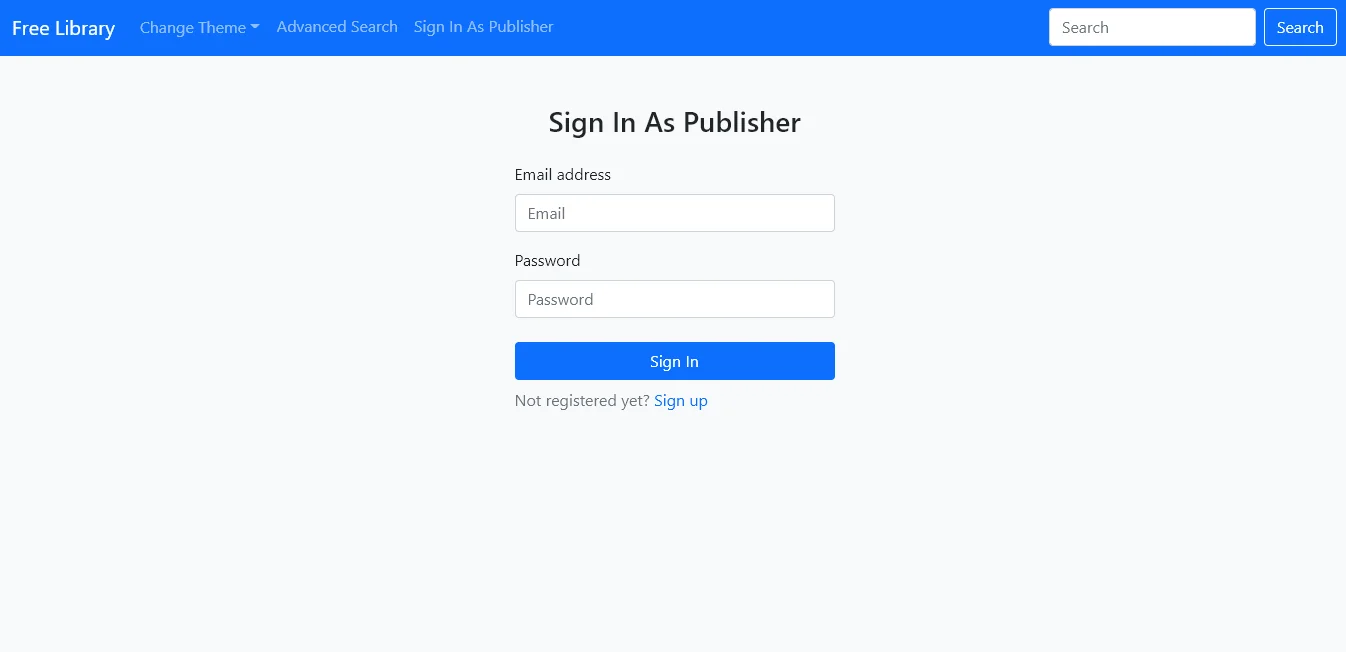 Free Library Change Theme Advanced Search Sign In As Publisher Search Search
Sign In As Publisher
Email address
Email
Password
Password
Sign In
Not registered yet? Sign up